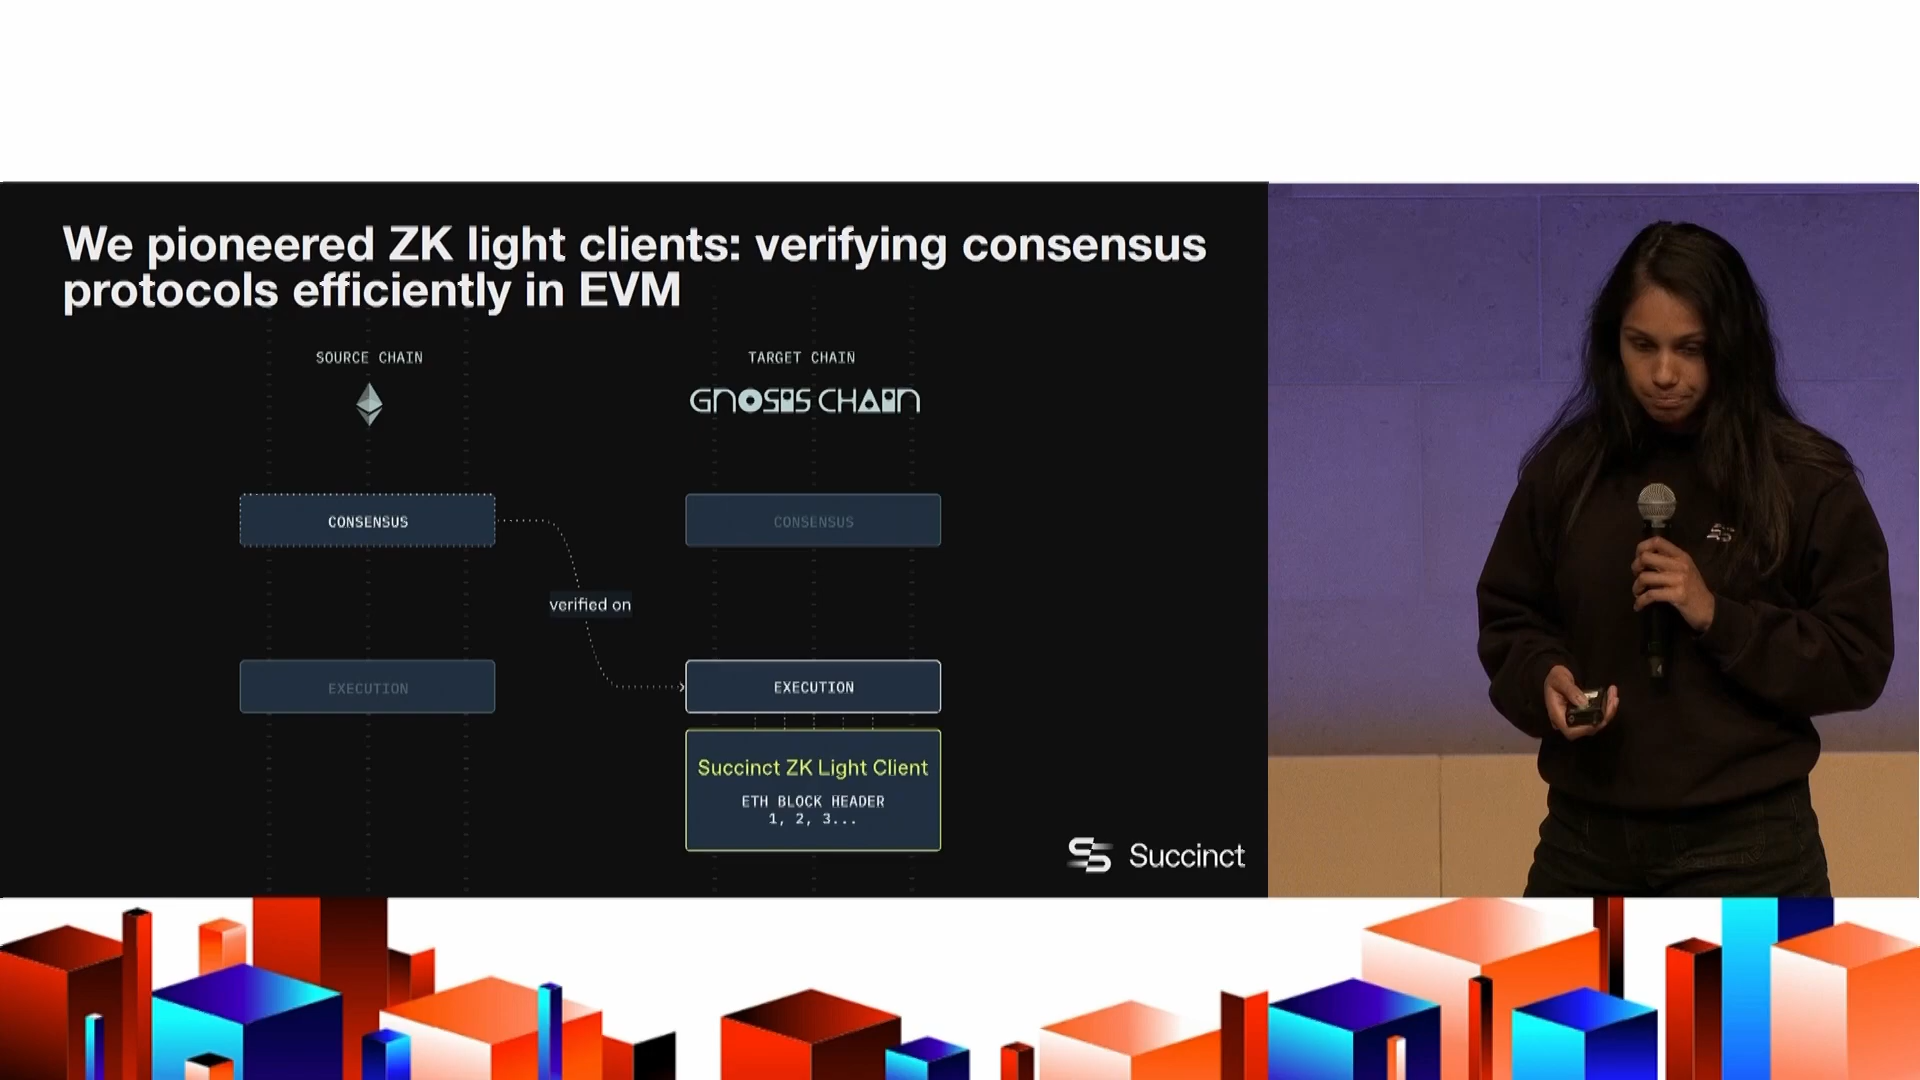 We pioneered ZK light clients: verifying consensus
protocols efficiently in EVM
SOURCE CHAIN
TARGET CHAIN
GNOSIS CHAIN
CONSENSUS
CONSENSUS
verified on
EXECUTION
EXECUTION
Succinct ZK Light Client
ETH BLOCK HEADER
1, 2, 3...
Succinct